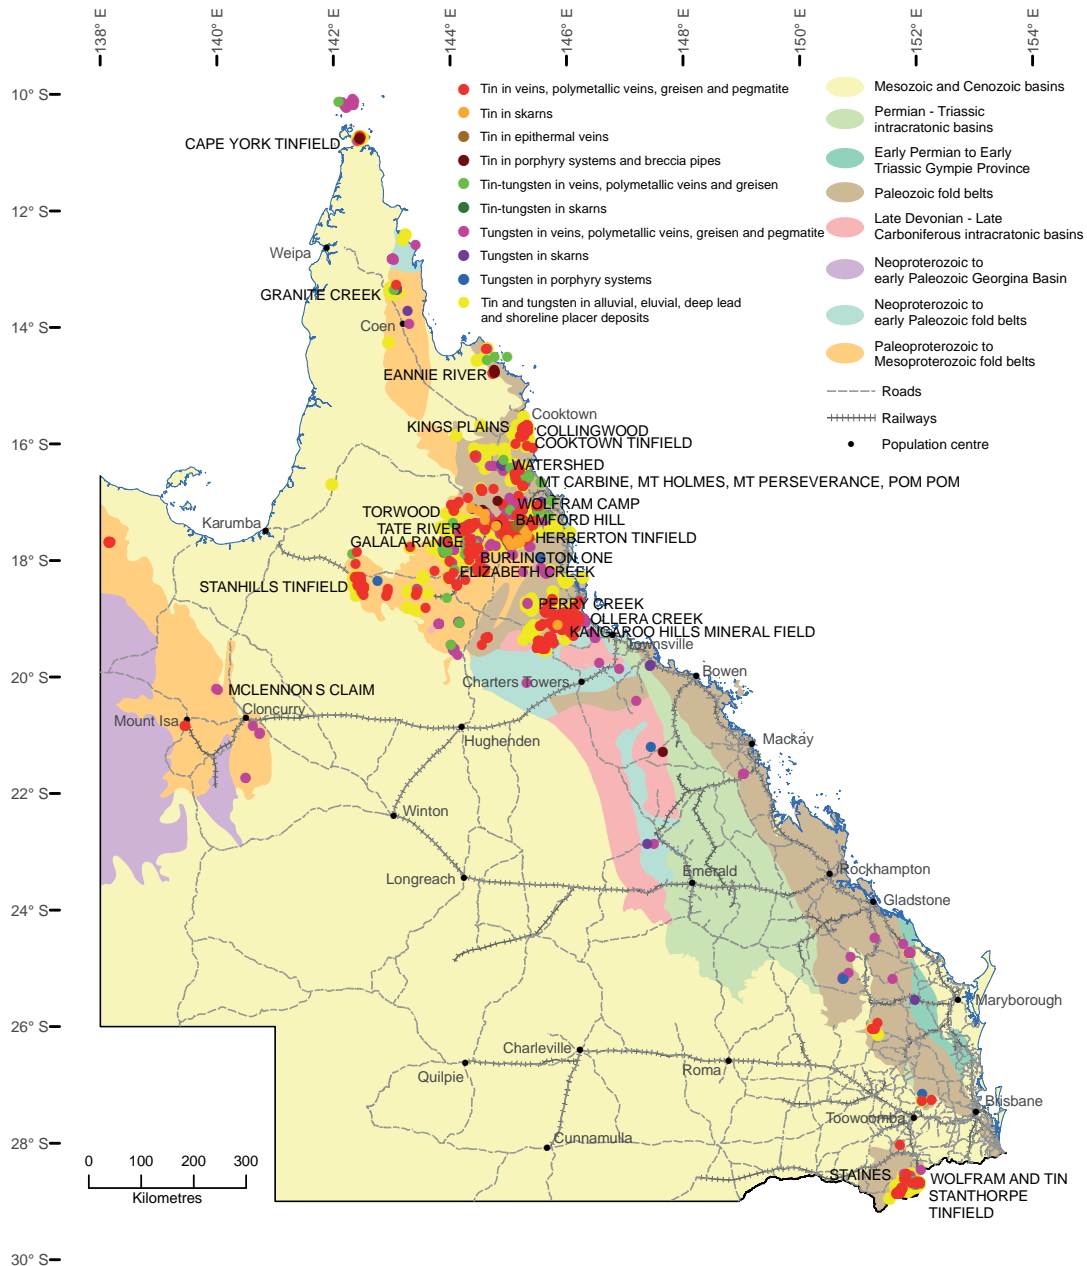 138° E
140° E
142° E
144° E
146° E
148° E
150° E
152° E
154° E
10° S
12° S
14° S
16° S
18° S
20° S
22° S
24° S
26° S
28° S
30° S
Tin in veins, polymetallic veins, greisen and pegmatite
Tin in skarns
Tin in epithermal veins
Tin in porphyry systems and breccia pipes
Tin-tungsten in veins, polymetallic veins and greisen
Tin-tungsten in skarns
Tungsten in veins, polymetallic veins, greisen and pegmatite
Tungsten in skarns
Tungsten in porphyry systems
Tin and tungsten in alluvial, eluvial, deep lead
and shoreline placer deposits
Mesozoic and Cenozoic basins
Permian - Triassic
intracratonic basins
Early Permian to Early
Triassic Gympie Province
Paleozoic fold belts
Late Devonian - Late
Carboniferous intracratonic basins
Neoproterozoic to
early Paleozoic Georgina Basin
Neoproterozoic to
early Paleozoic fold belts
Paleoproterozoic to
Mesoproterozoic fold belts
Roads
Railways
Population centre
CAPE YORK TINFIELD
Weipa
GRANITE CREEK
Coen
EANNIE RIVER
Cooktown
KINGS PLAINS
COLLINGWOOD
COOKTOWN TINFIELD
WATERSHED
MT CARBINE, MT HOLMES, MT PERSEVERANCE, POM POM
WOLFRAM CAMP
TORWOOD
BAMFORD HILL
Karumba
TATE RIVER
HERBERTON TINFIELD
GALALA RANGE
BURLINGTON ONE
ELIZABETH CREEK
STANHILLS TINFIELD
PERRY CREEK
OLLERA CREEK
KANGAROO HILLS MINERAL FIELD
Townsville
Bowen
Charters Towers
MCLENNONS CLAIM
Cloncurry
Mount Isa
Hughenden
Mackay
Winton
Longreach
Emerald
Rockhampton
Gladstone
Maryborough
Charleville
Quilpie
Roma
Brisbane
Toowoomba
Cunnamulla
STAINES
WOLFRAM AND TIN
STANTHORPE
TINFIELD
0 100 200 300
Kilometres